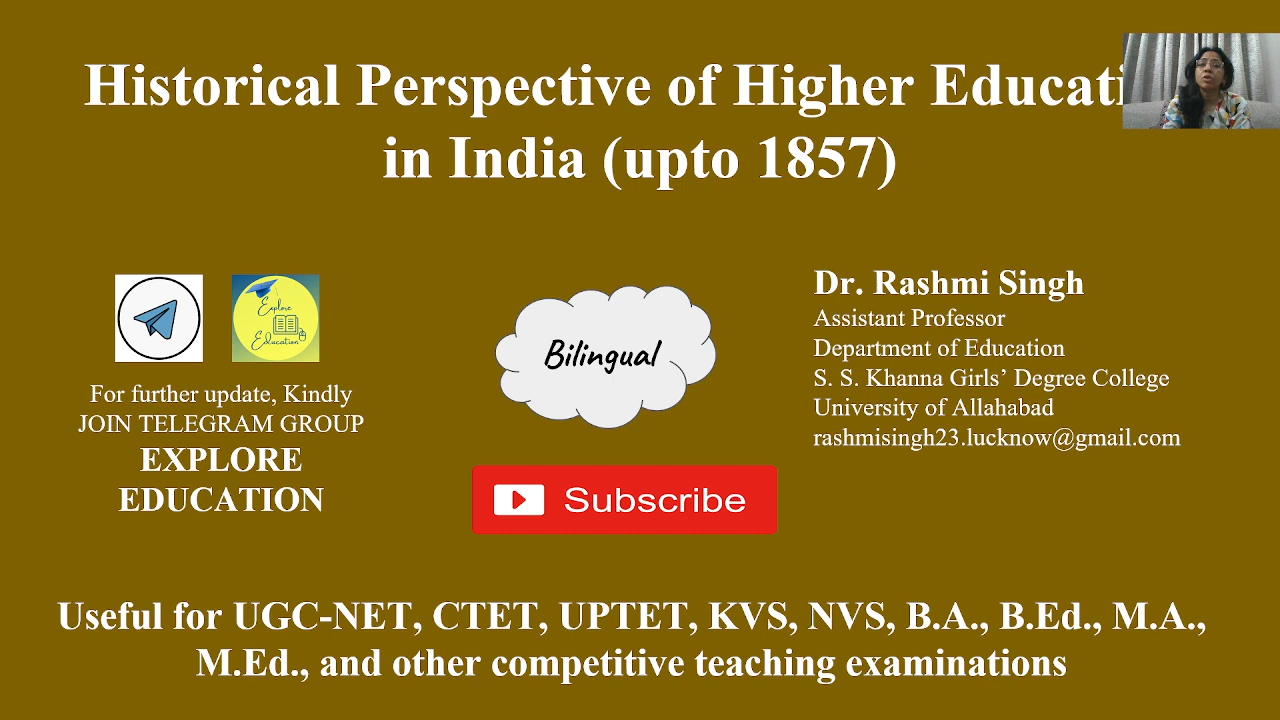 Historical Perspective of Higher Educati
in India (upto 1857)
Explore
Education
For further update, Kindly
JOIN TELEGRAM GROUP
EXPLORE
EDUCATION
Bilingual
Subscribe
Dr. Rashmi Singh
Assistant Professor
Department of Education
S. S. Khanna Girls' Degree College
University of Allahabad
rashmisingh23.lucknow@gmail.com
Useful for UGC-NET, CTET, UPTET, KVS, NVS, B.A., B.Ed., M.A.,
M.Ed., and other competitive teaching examinations